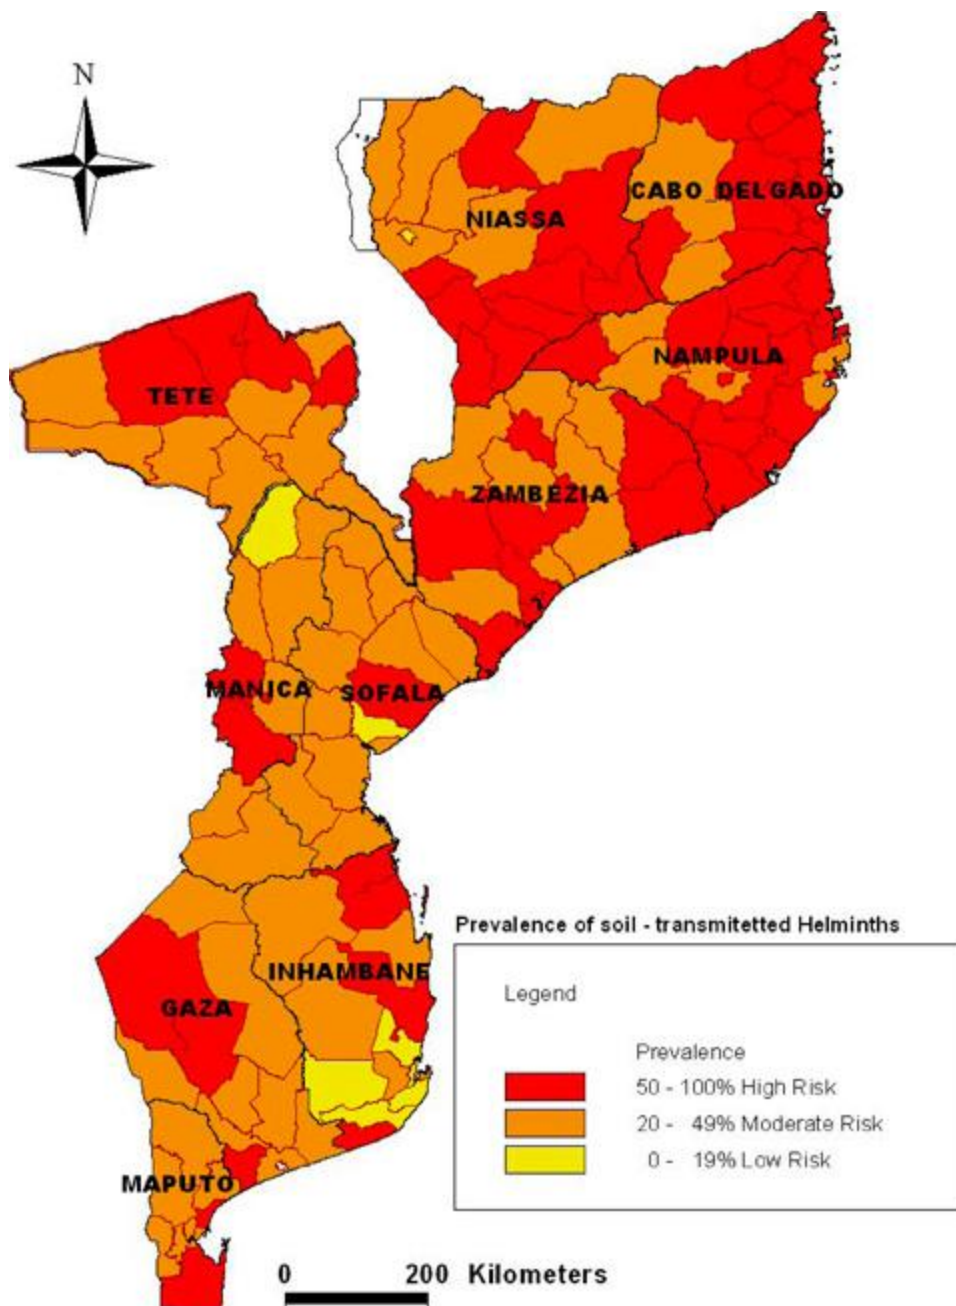 N
CABO_DELGADO
NIASSA
NAMPULA
TETE
ZAMBEZIA
MANICA
SOFALA
Prevalence of soil - transmitetted Helminths
INHAMBANE
Legend
GAZA
Prevalence
50 - 100% High Risk
20 - 49% Moderate Risk
0 - 19% Low Risk
MAPUTO
0 200 Kilometers